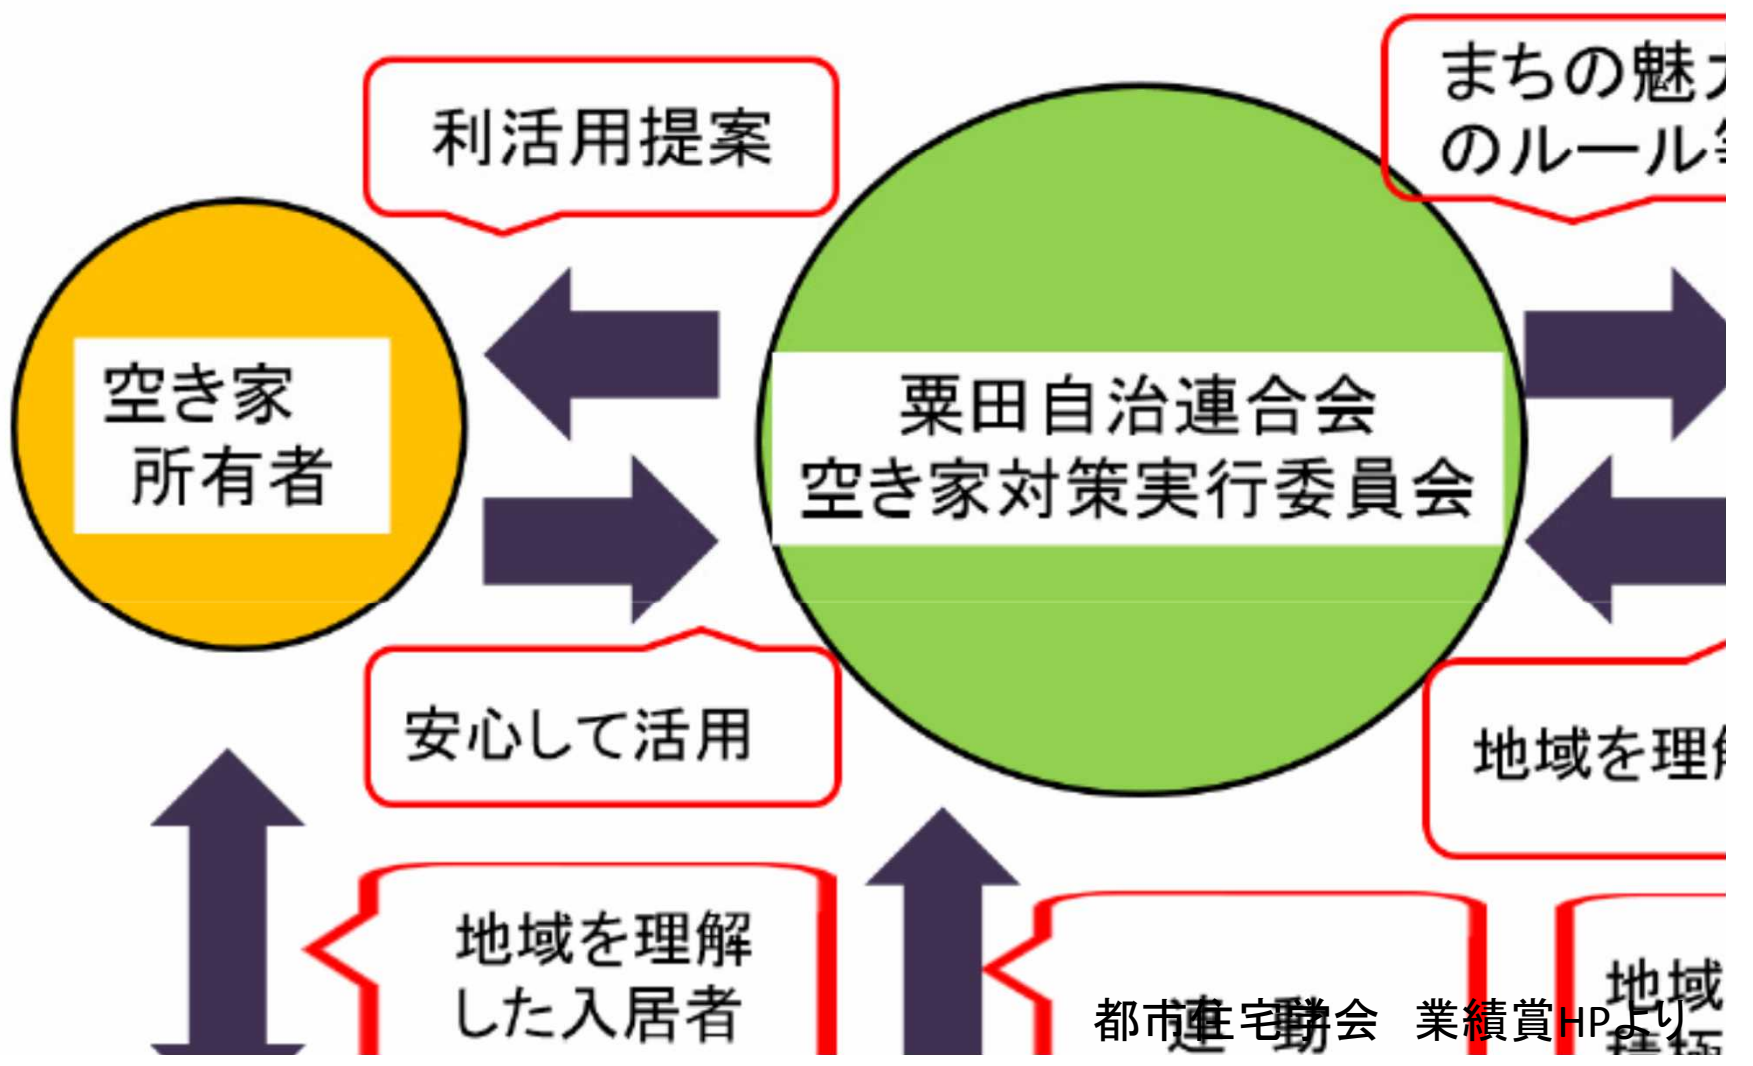 利活用提案
まちの魅
のルール
空き家
所有者
粟田自治連合会
空き家対策実行委員会
安心して活用
地域を理
地域を理解
した入居者
連 動
地域
都市住宅学会 業績賞HPより